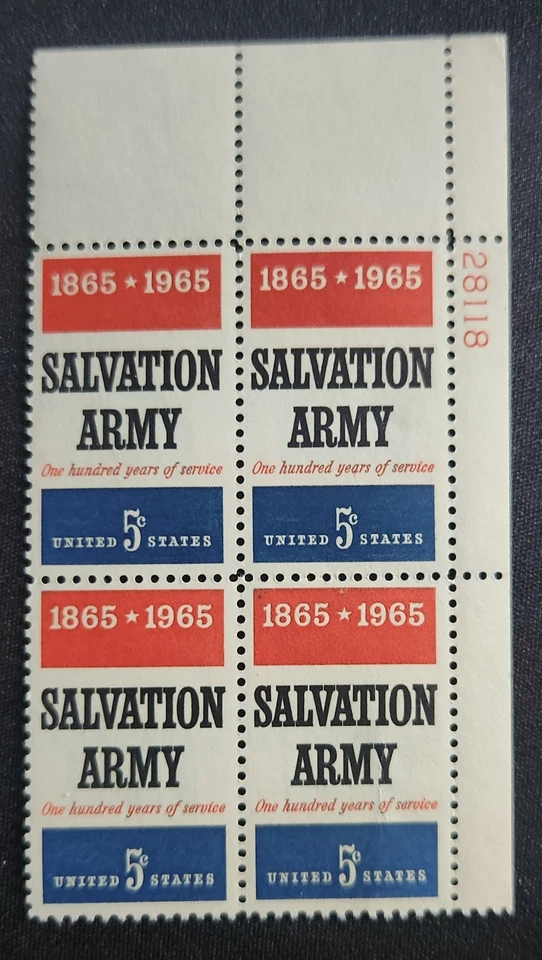 1865 ★ 1965
SALVATION
ARMY
One hundred years of service
5c
UNITED STATES
1865 ★ 1965
SALVATION
ARMY
One hundred years of service
5c
UNITED STATES
28118
1865 ★ 1965
SALVATION
ARMY
One hundred years of service
5c
UNITED STATES
1865 ★ 1965
SALVATION
ARMY
One hundred years of service
5c
UNITED STATES